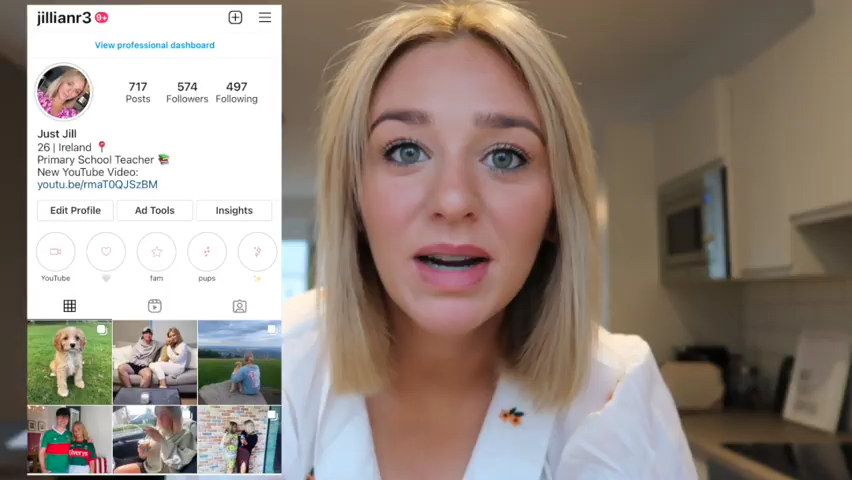 jillianr3 9+
View professional dashboard
717 574 497
Posts Followers Following
Just Jill
26 | Ireland 📍
Primary School Teacher 📚
New YouTube Video:
youtu.be/rmaT0QJSzBM
Edit Profile Ad Tools Insights
YouTube 🤍 fam pups ✨
elverys